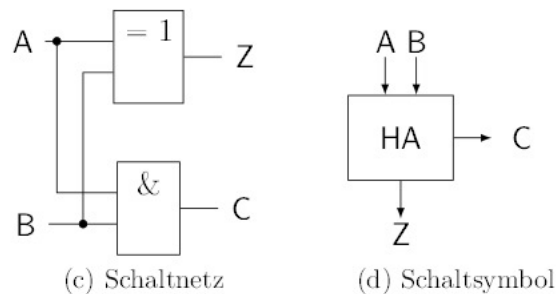 A
= 1
Z
B
&
C
(c) Schaltnetz
A B
HA
C
Z
(d) Schaltsymbol